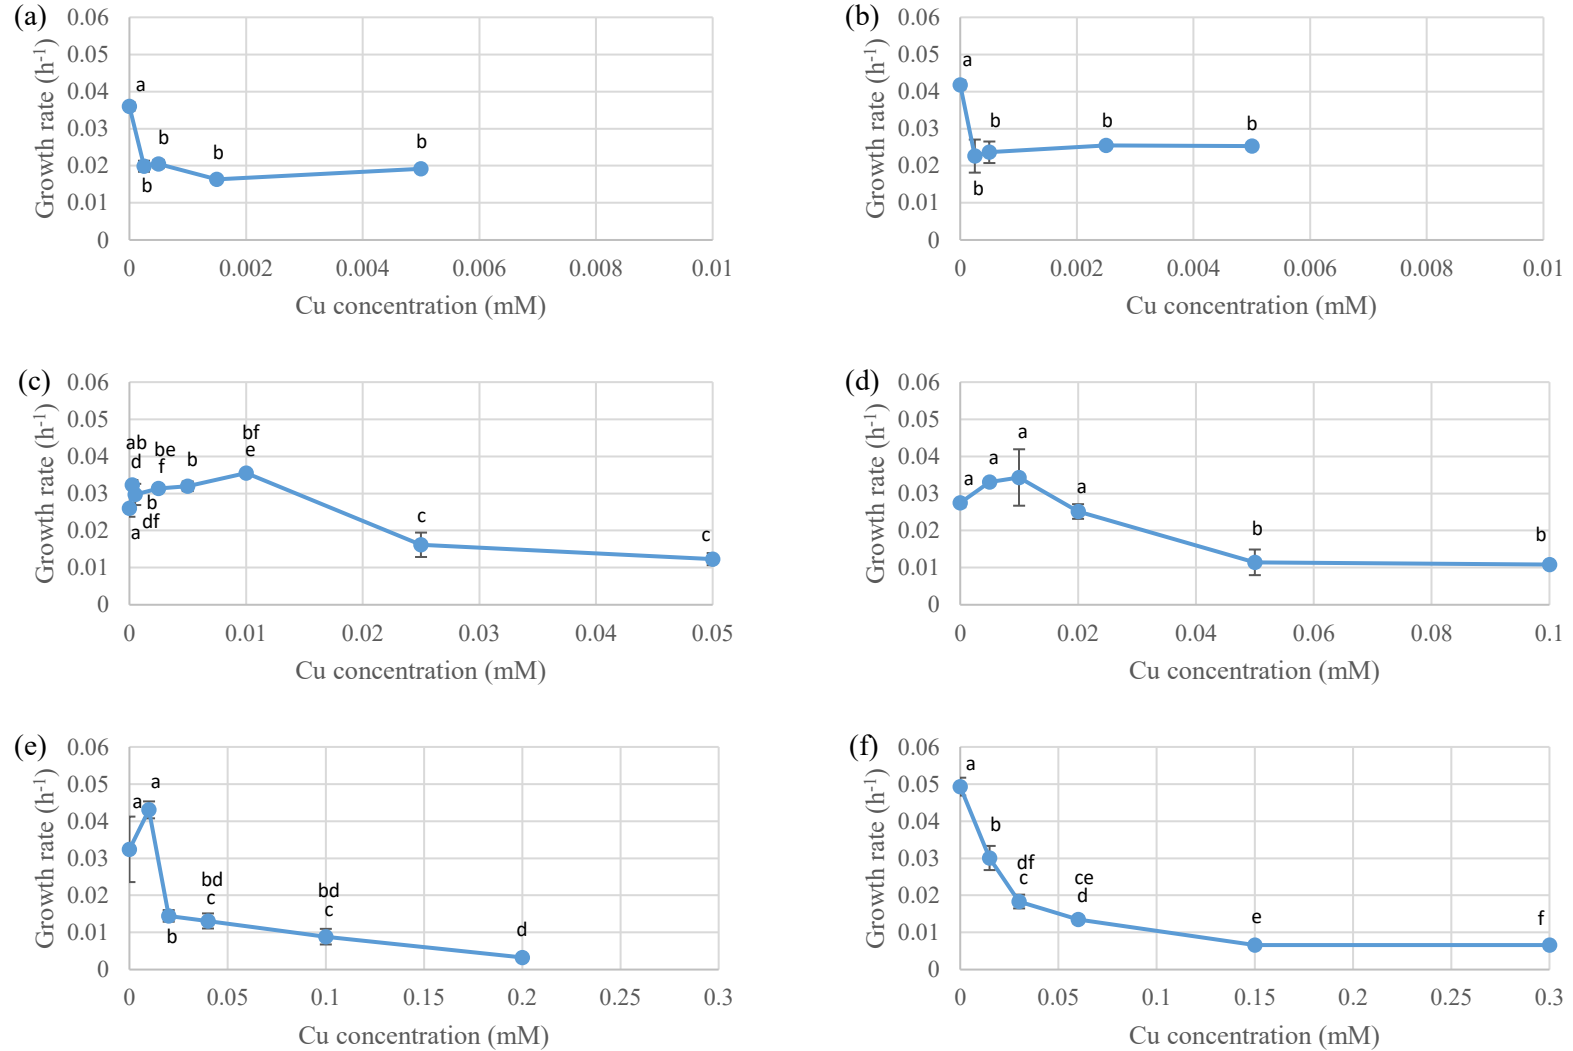 (a)
Growth rate (h-1)
0.06
0.05
0.04
0.03
0.02
0.01
0
a
b
b
b
b
0 0.002 0.004 0.006 0.008 0.01
Cu concentration (mM)
(b)
Growth rate (h-1)
0.06
0.05
0.04
0.03
0.02
0.01
0
a
b
b
b
b
0 0.002 0.004 0.006 0.008 0.01
Cu concentration (mM)
(c)
Growth rate (h-1)
0.06
0.05
0.04
0.03
0.02
0.01
0
ab
d
a
b
df
be
f
b
bf
e
c
c
0 0.01 0.02 0.03 0.04 0.05
Cu concentration (mM)
(d)
Growth rate (h-1)
0.06
0.05
0.04
0.03
0.02
0.01
0
a
a
a
a
b
b
0 0.02 0.04 0.06 0.08 0.1
Cu concentration (mM)
(e)
Growth rate (h-1)
0.06
0.05
0.04
0.03
0.02
0.01
0
a
a
b
bd
c
bd
c
d
0 0.05 0.1 0.15 0.2 0.25 0.3
Cu concentration (mM)
(f)
Growth rate (h-1)
0.06
0.05
0.04
0.03
0.02
0.01
0
a
b
df
c
ce
d
e
f
0 0.05 0.1 0.15 0.2 0.25 0.3
Cu concentration (mM)